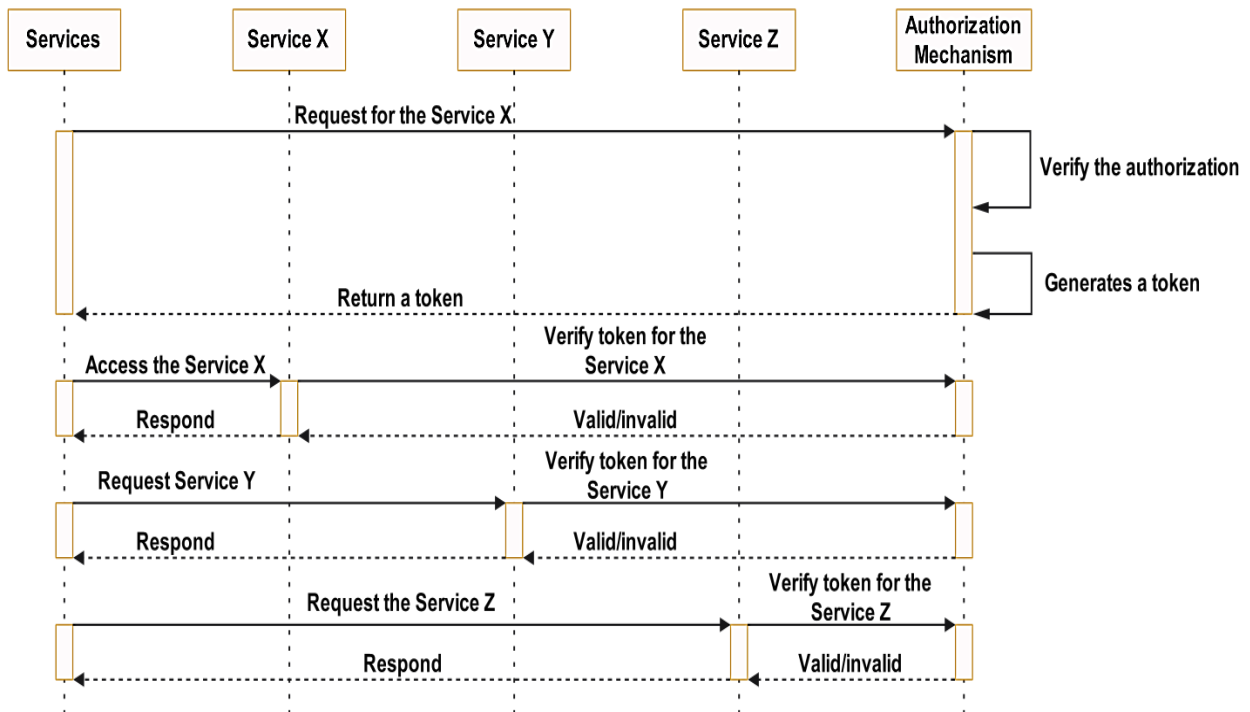 Services
Service X
Service Y
Service Z
Authorization
Mechanism
Request for the Service X
Verify the authorization
Generates a token
Return a token
Verify token for the
Service X
Access the Service X
Respond
Valid/invalid
Verify token for the
Service Y
Request Service Y
Respond
Valid/invalid
Verify token for the
Service Z
Request the Service Z
Respond
Valid/invalid